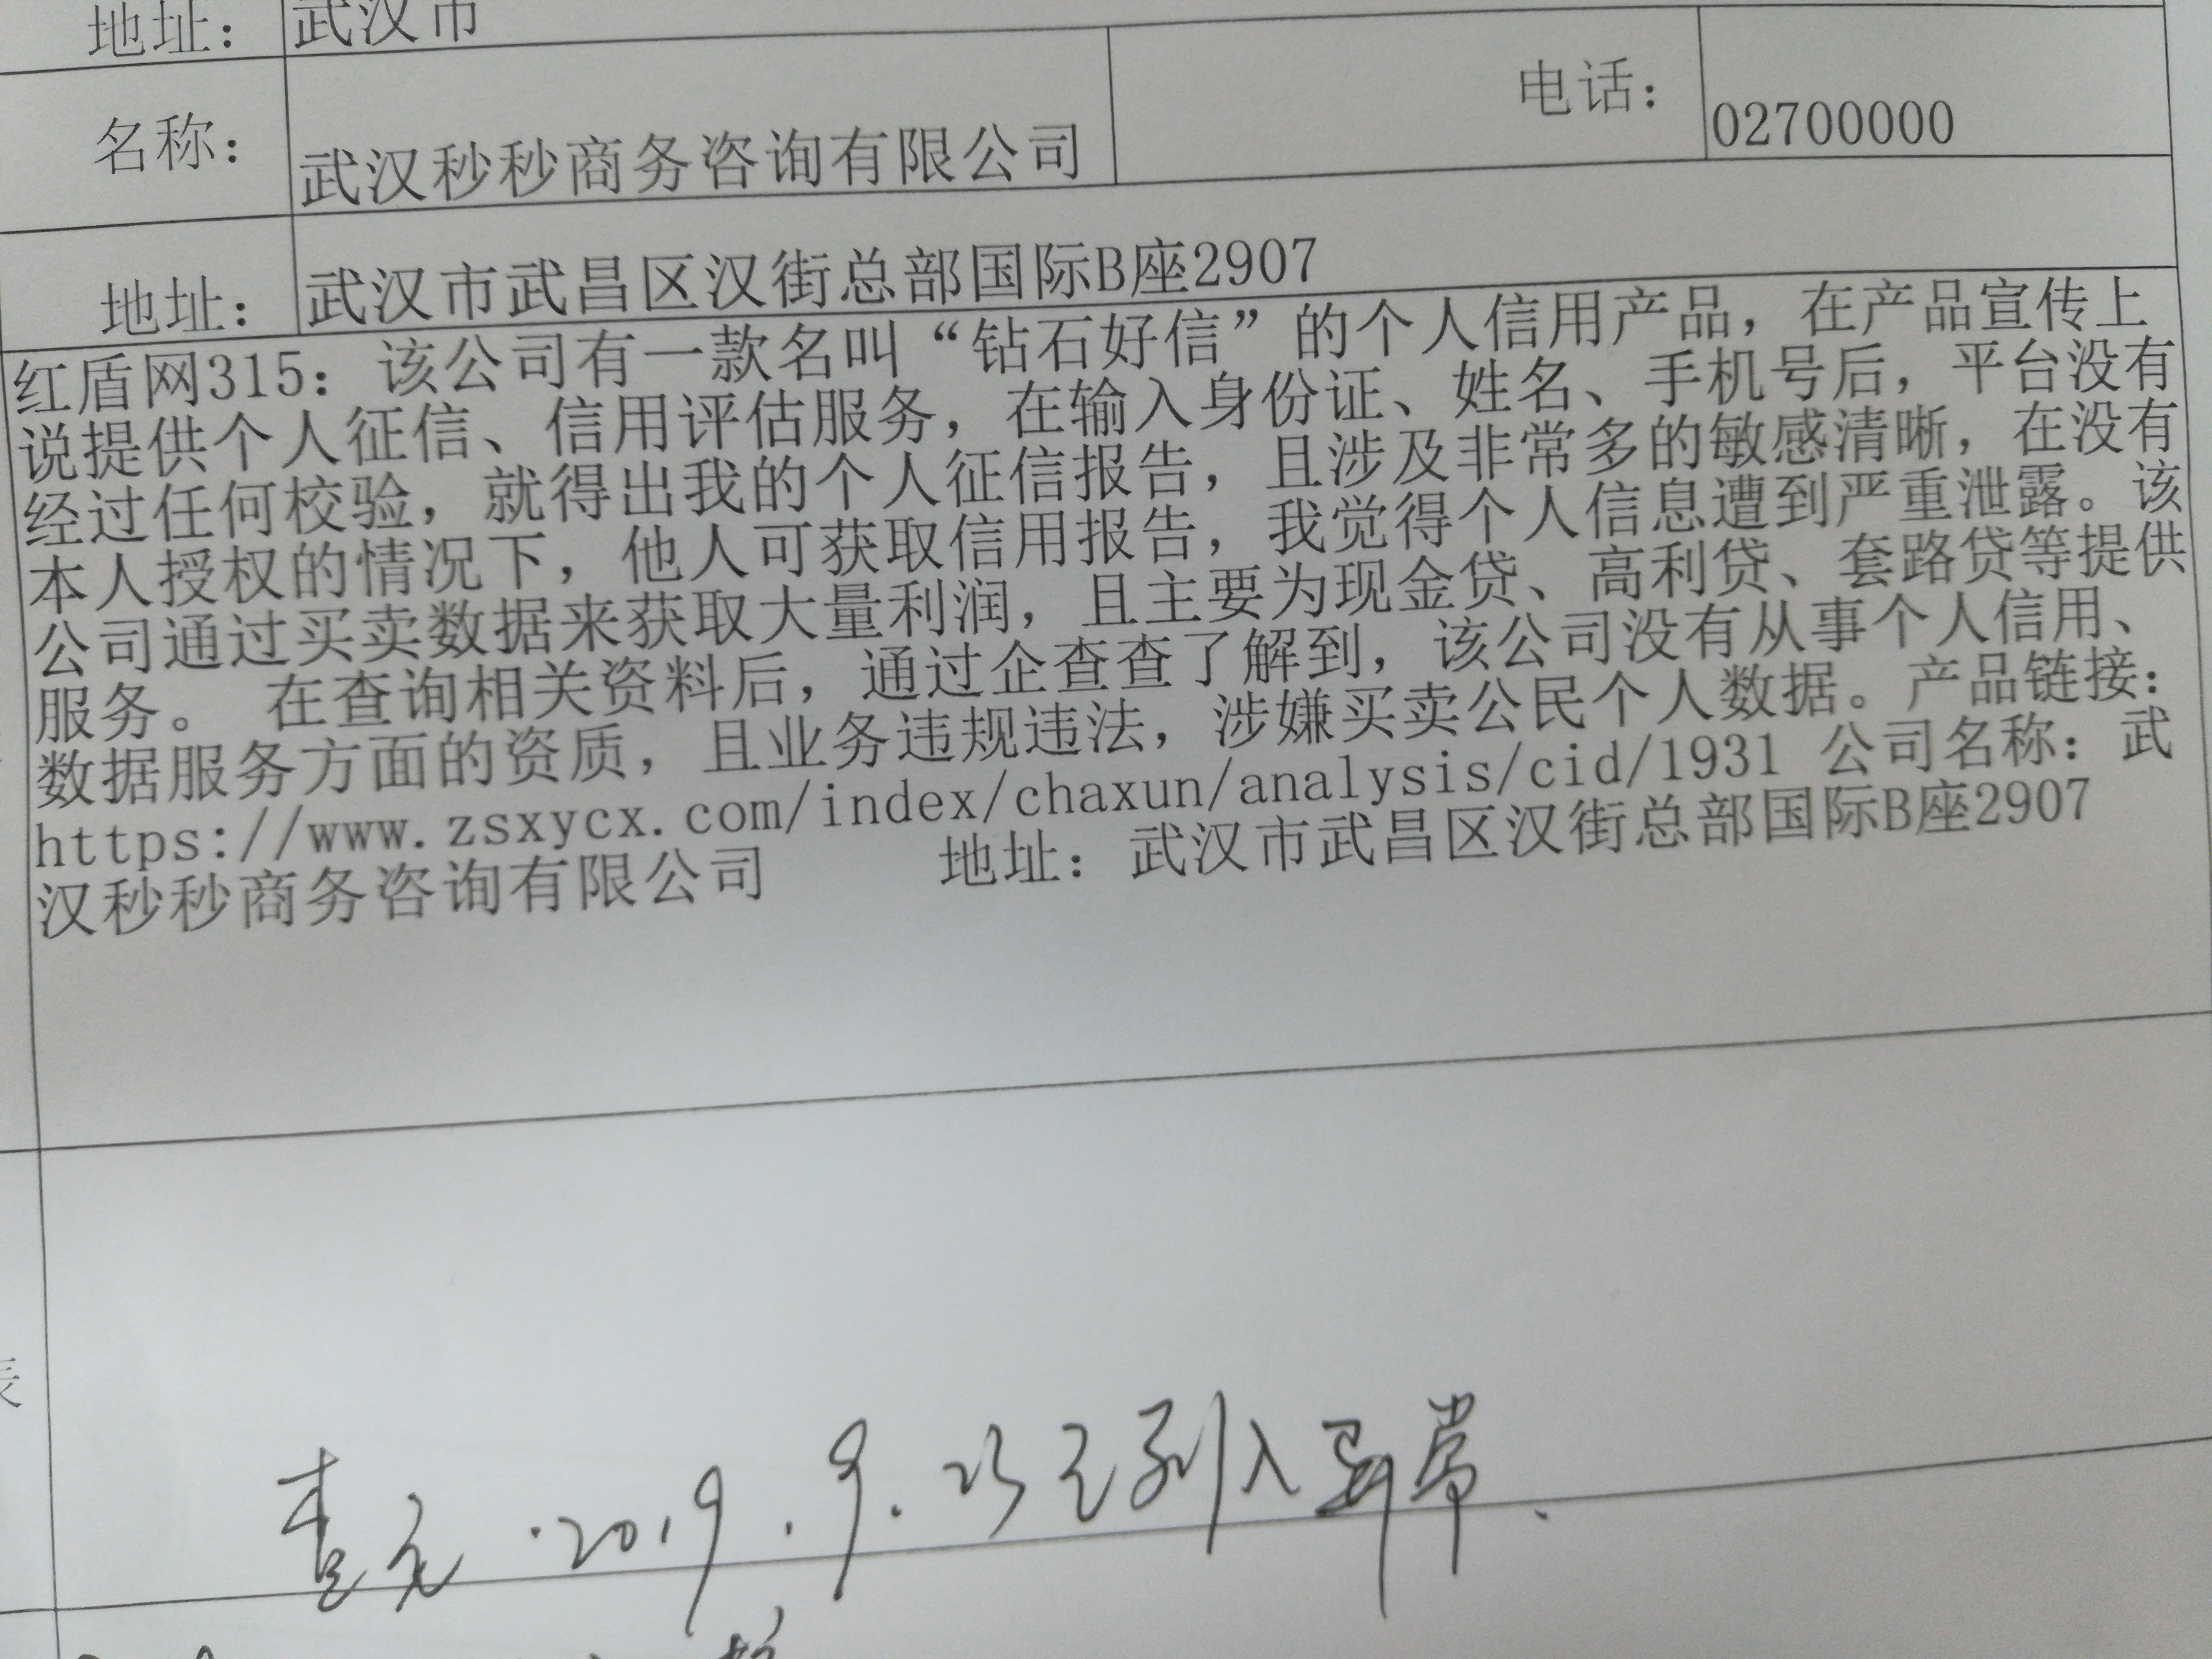 地址： 武汉市
名称： 武汉秒秒商务咨询有限公司 电话： 02700000
地址： 武汉市武昌区汉街总部国际B座2907
红盾网315：该公司有一款名叫“钻石好信”的个人信用产品，在产品宣传上
说提供个人征信、信用评估服务，在输入身份证、姓名、手机号后，平台没有
经过任何校验，就得出我的个人征信报告，且涉及非常多的敏感清晰，在没有
本人授权的情况下，他人可获取信用报告，我觉得个人信息遭到严重泄露。该
公司通过买卖数据来获取大量利润，且主要为现金贷、高利贷、套路贷等提供
服务。 在查询相关资料后，通过企查查了解到，该公司没有从事个人信用、
数据服务方面的资质，且业务违规违法，涉嫌买卖公民个人数据。产品链接：
https://www.zsxycx.com/index/chaxun/analysis/cid/1931 公司名称：武
汉秒秒商务咨询有限公司 地址：武汉市武昌区汉街总部国际B座2907
查无.2019.9.25已列入异常.